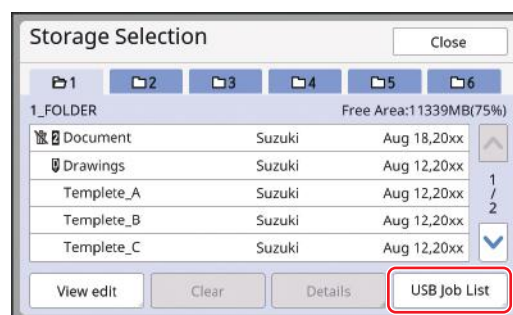 Storage Selection
Close
1 2 3 4 5 6
1_FOLDER Free Area:11339MB(75%)
2 Document Suzuki Aug 18,20xx
Drawings Suzuki Aug 12,20xx
Templete_A Suzuki Aug 12,20xx
Templete_B Suzuki Aug 12,20xx
Templete_C Suzuki Aug 12,20xx
1
/
2
View edit Clear Details USB Job List